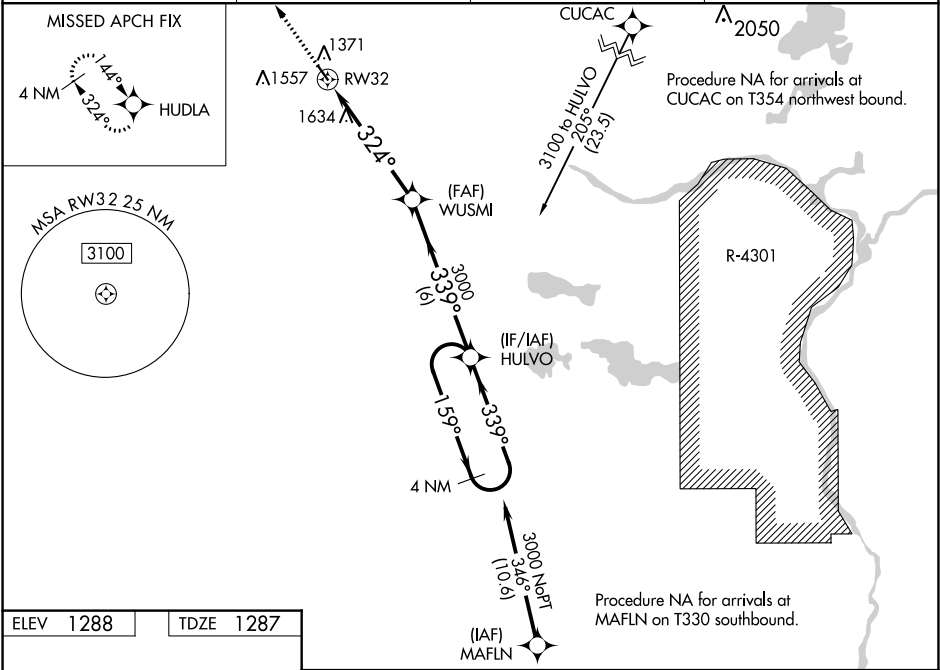 MISSED APCH FIX
4 NM
144°
324°
HUDLA
1371
1557
RW32
1634
324°
CUCAC
2050
Procedure NA for arrivals at
CUCAC on T354 northwest bound.
3100 to HULVO
205°
(23.5)
(FAF)
WUSMI
MSA RW32 25 NM
3100
R-4301
3000
339°
(6)
(IF/IAF)
HULVO
159°
339°
4 NM
3000 NoPT
346°
(10.6)
Procedure NA for arrivals at
MAFLN on T330 southbound.
(IAF)
MAFLN
ELEV 1288
TDZE 1287